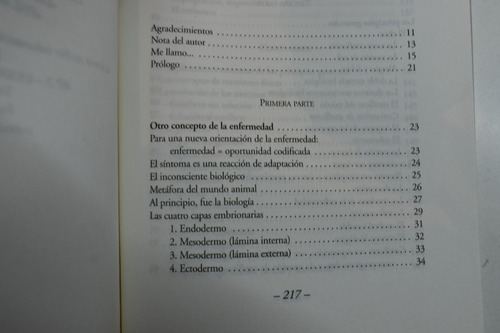 Agradecimientos 11
Nota del autor 13
Me llamo... 15
Prólogo 21
PRIMERA PARTE
Otro concepto de la enfermedad 23
Para una nueva orientación de la enfermedad:
enfermedad = oportunidad codificada 23
El síntoma es una reacción de adaptación 24
El inconsciente biológico 25
Metáfora del mundo animal 26
Al principio, fue la biología 27
Las cuatro capas embrionarias 29
1. Endodermo 31
2. Mesodermo (lámina interna) 32
3. Mesodermo (lámina externa) 33
4. Ectodermo 34
– 217 –